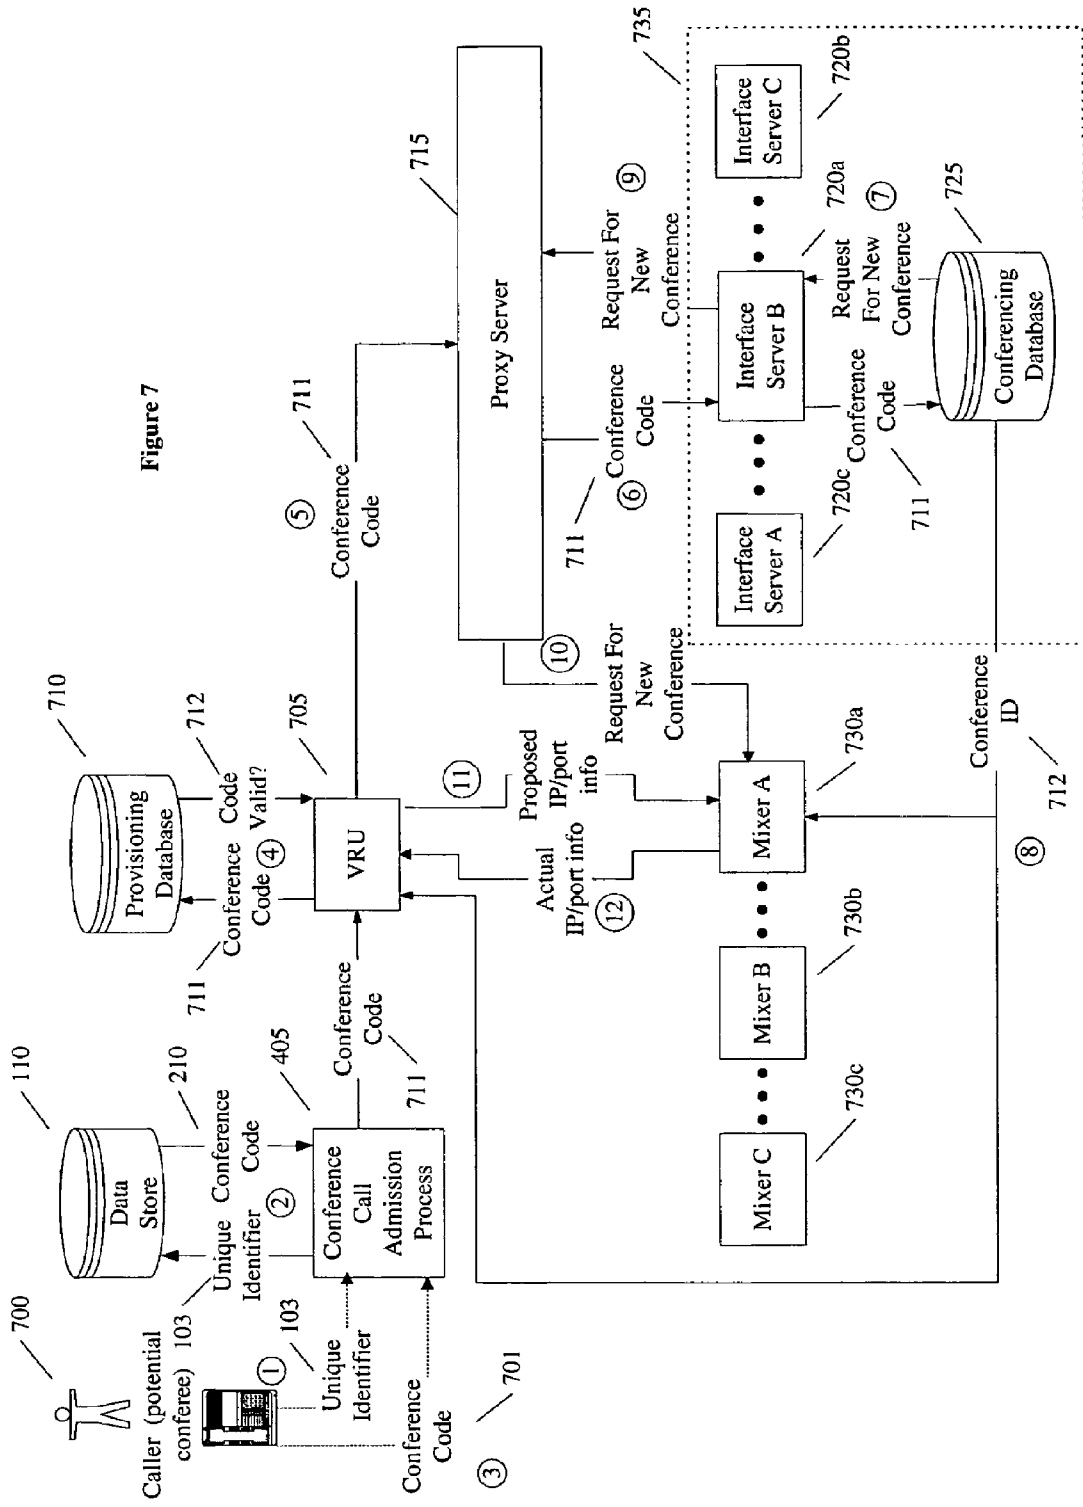 Figure 7
700
Caller (potential
conferee)
1
103
Unique
Identifier
103
Unique
Identifier
2
Conference
Code
701
3
110
Data
Store
210
Conference
Code
405
Conference
Call
Admission
Process
Conference
Code
711
710
Provisioning
Database
711
Conference
Code
4
712
Code
Valid?
705
VRU
5
Conference
Code
711
715
Proxy Server
711
Conference
Code
6
Request For
New
Conference
9
10
Request For
New
Conference
11
Proposed
IP/port
info
Actual
IP/port info
12
735
Interface
Server A
720c
Interface
Server B
720a
Interface
Server C
720b
Conference
Code
711
Request
For New
Conference
7
725
Conferencing
Database
Mixer A
730a
Mixer B
730b
Mixer C
730c
Conference
ID
712
8